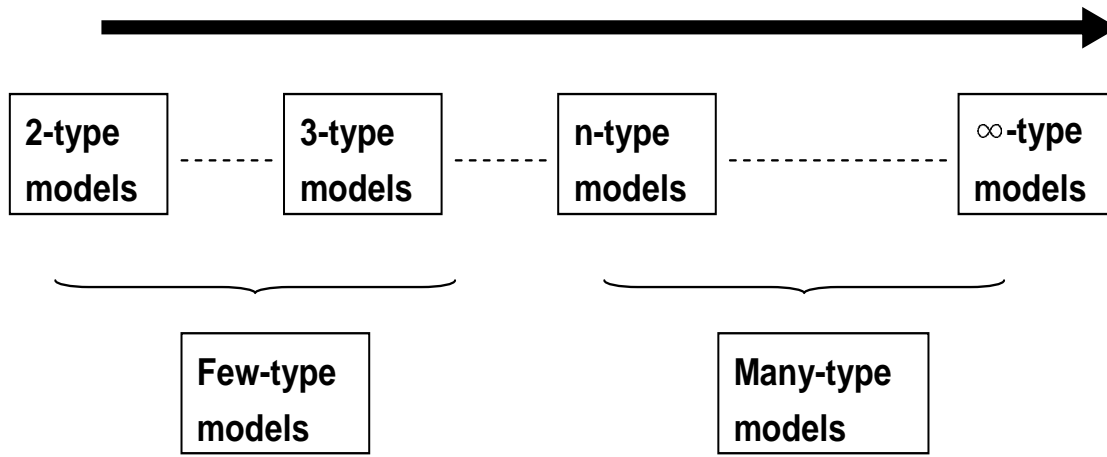 2-type
models
3-type
models
n-type
models
∞-type
models
Few-type
models
Many-type
models